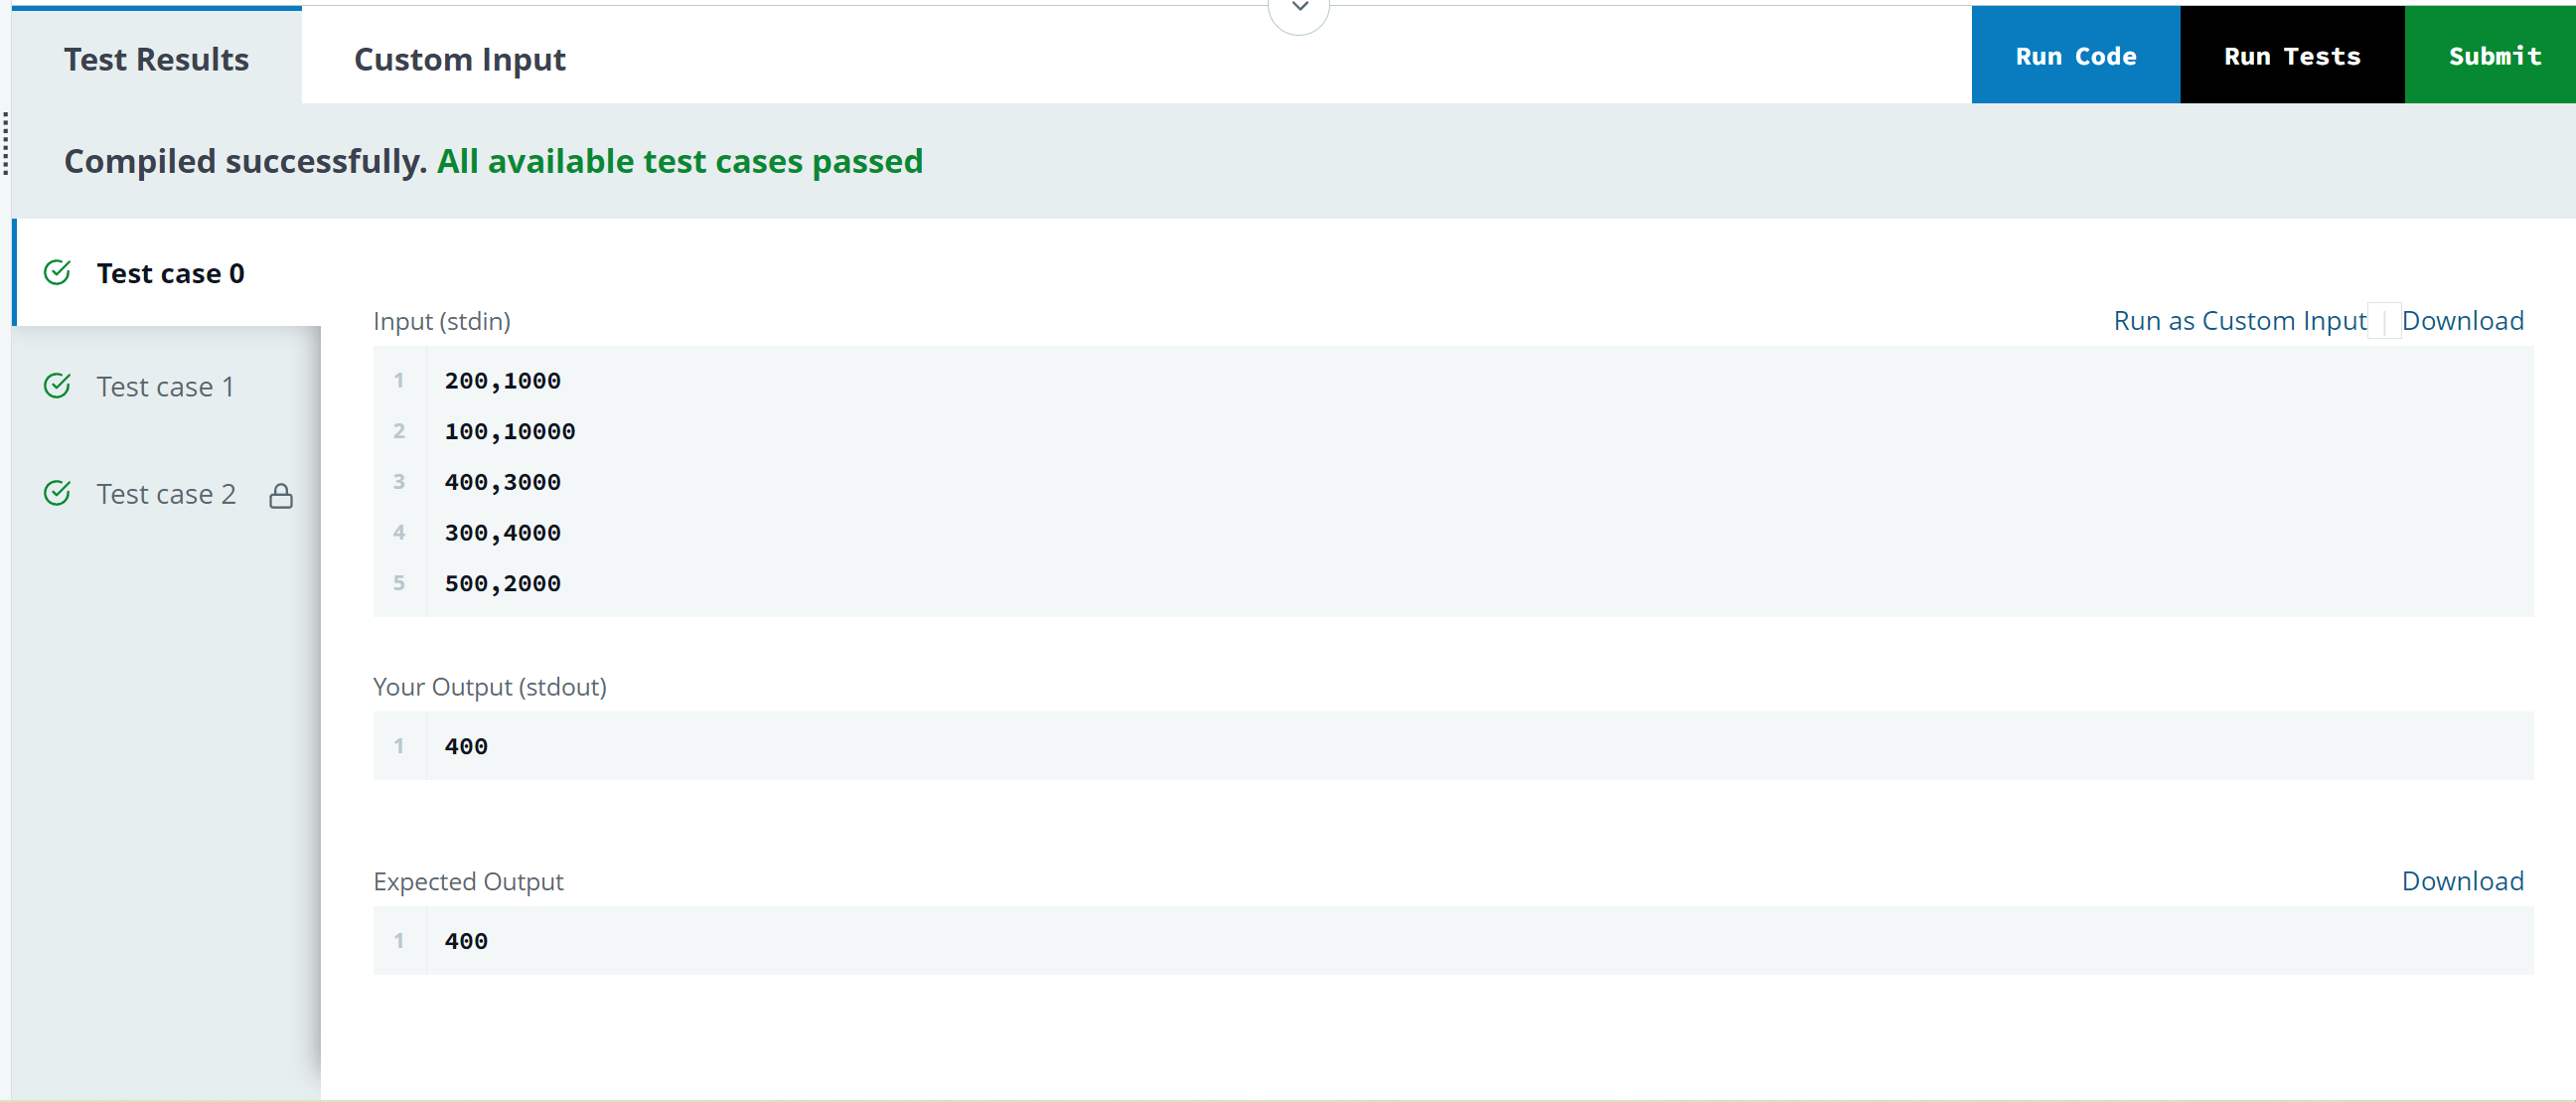 Test Results
Custom Input
Run Code
Run Tests
Submit
Compiled successfully. All available test cases passed
Test case 0
Test case 1
Test case 2
Input (stdin)
Run as Custom Input | Download
1 200,1000
2 100,10000
3 400,3000
4 300,4000
5 500,2000
Your Output (stdout)
1 400
Expected Output
Download
1 400